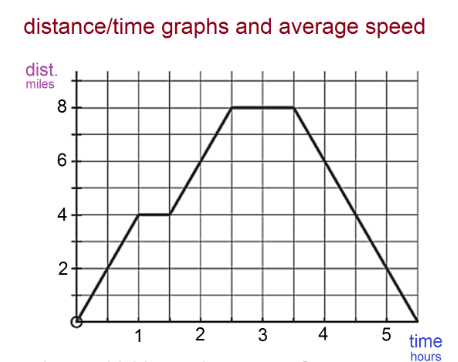 distance/time graphs and average speed
dist.
miles
8
6
4
2
1 2 3 4 5 time
hours